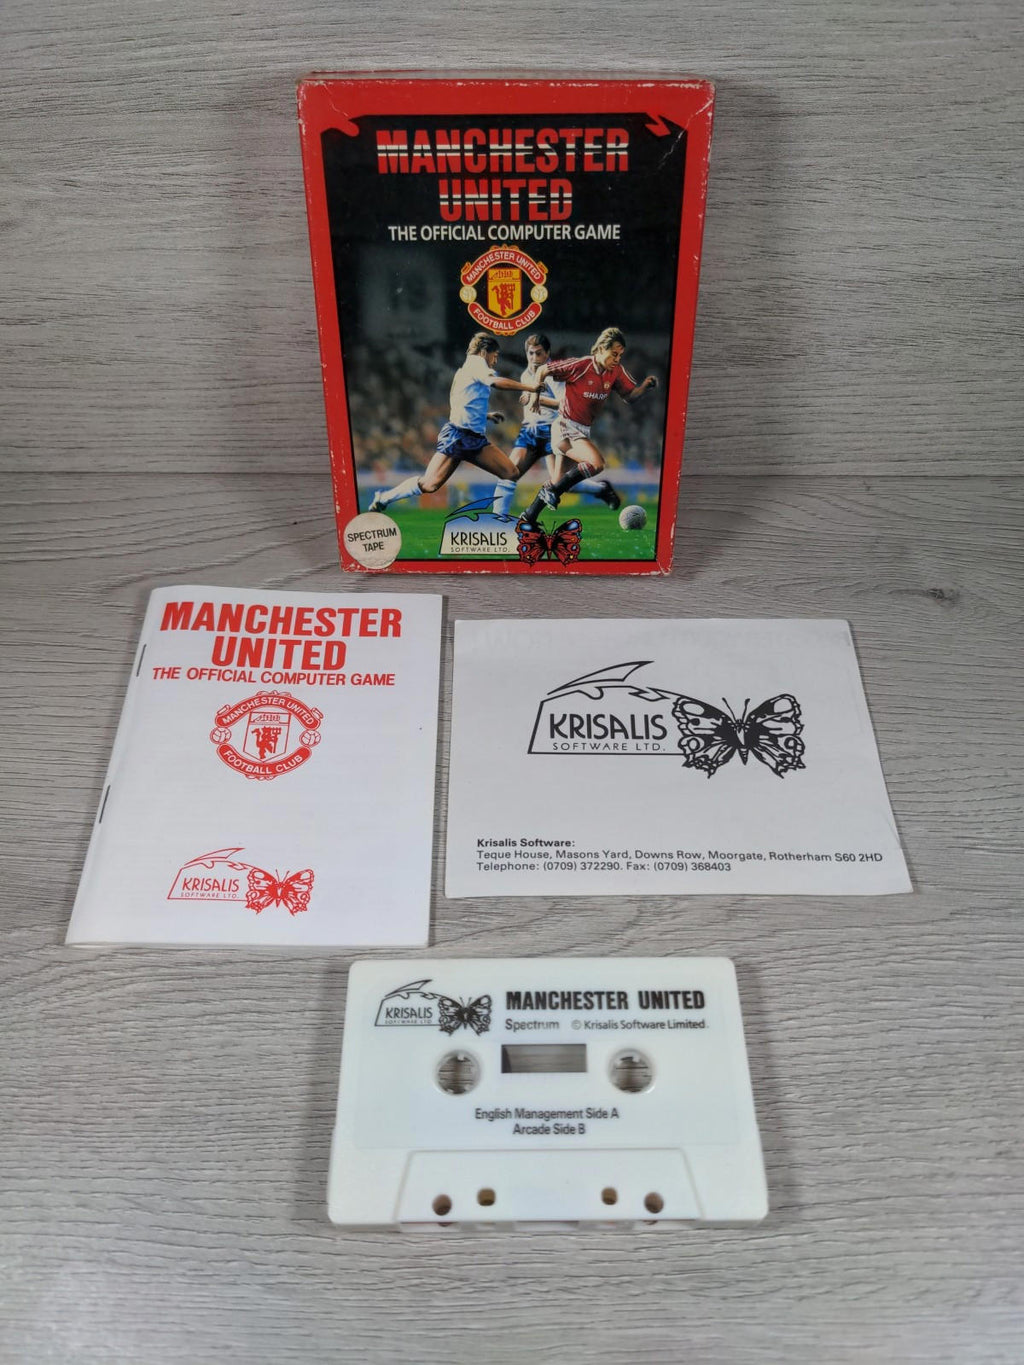 MANCHESTER
UNITED
THE OFFICIAL COMPUTER GAME
MANCHESTER UNITED
FOOTBALL CLUB
SHARP
SPECTRUM
TAPE
KRISALIS
SOFTWARE LTD.
MANCHESTER
UNITED
THE OFFICIAL COMPUTER GAME
MANCHESTER UNITED
FOOTBALL CLUB
KRISALIS
SOFTWARE LTD.
KRISALIS
SOFTWARE LTD.
Krisalis Software:
Teque House, Masons Yard, Downs Row, Moorgate, Rotherham S60 2HD
Telephone: (0709) 372290. Fax: (0709) 368403
KRISALIS
SOFTWARE LTD.
MANCHESTER UNITED
Spectrum © Krisalis Software Limited.
English Management Side A
Arcade Side B